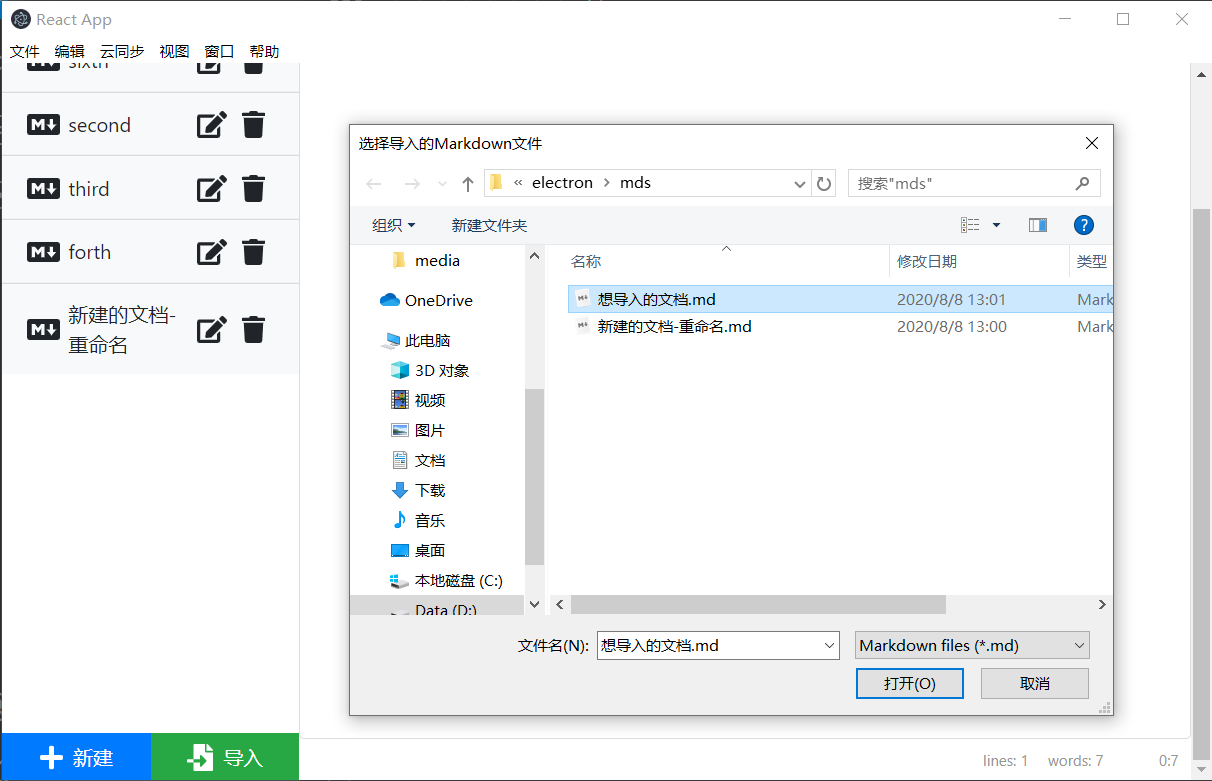 React App
文件 编辑 云同步 视图 窗口 帮助
sixth
second
third
forth
新建的文档-
重命名
新建
导入
选择导入的Markdown文件
« electron > mds
搜索"mds"
组织
新建文件夹
media
OneDrive
此电脑
3D 对象
视频
图片
文档
下载
音乐
桌面
本地磁盘 (C:)
Data (D:)
名称 修改日期 类型
想导入的文档.md 2020/8/8 13:01 Mark
新建的文档-重命名.md 2020/8/8 13:00 Mark
文件名(N): 想导入的文档.md
Markdown files (*.md)
打开(O)
取消
lines: 1 words: 7 0:7